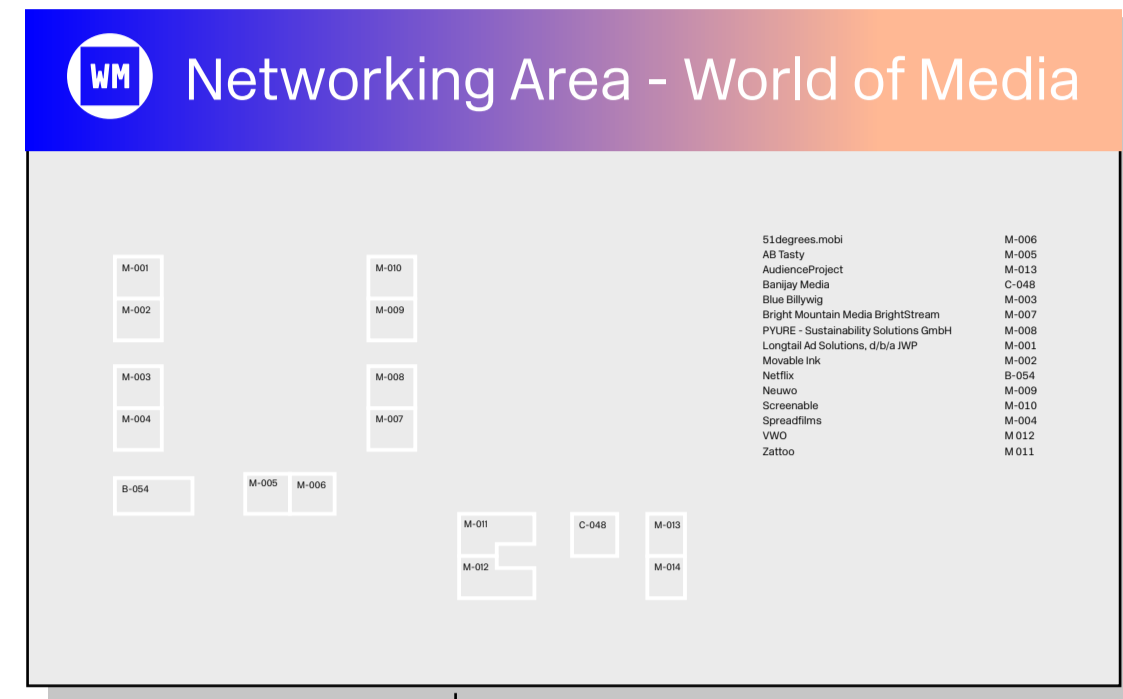 WM Networking Area - World of Media
51degrees.mobi M-006
AB Tasty M-005
AudienceProject M-013
Banijay Media C-048
Blue Billywig M-003
Bright Mountain Media BrightStream M-007
PYURE - Sustainability Solutions GmbH M-008
Longtail Ad Solutions, d/b/a JWP M-001
Movable Ink M-002
Netflix B-054
Neuwo M-009
Screenable M-010
Spreadfilms M-004
VWO M 012
Zattoo M 011
M-001 M-010
M-002 M-009
M-003 M-008
M-004 M-007
B-054 M-005 M-006
M-011 C-048 M-013
M-012 M-014